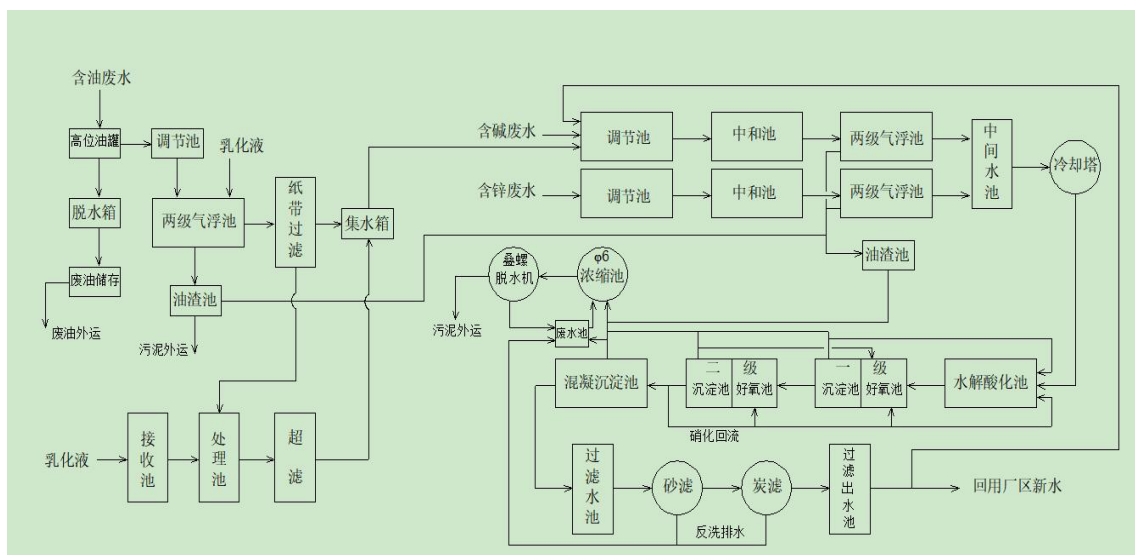 含油废水
高位油罐
调节池
乳化液
脱水箱
两级气浮池
纸带过滤
集水箱
废油储存
油渣池
废油外运
污泥外运
乳化液
接收池
处理池
超滤
含碱废水
调节池
中和池
两级气浮池
中间水池
冷却塔
含锌废水
调节池
中和池
两级气浮池
油渣池
叠螺
脱水机
φ6
浓缩池
污泥外运
废水池
混凝沉淀池
二级
沉淀池
好氧池
一级
沉淀池
好氧池
水解酸化池
硝化回流
过滤水池
砂滤
炭滤
过滤出水池
回用厂区新水
反洗排水